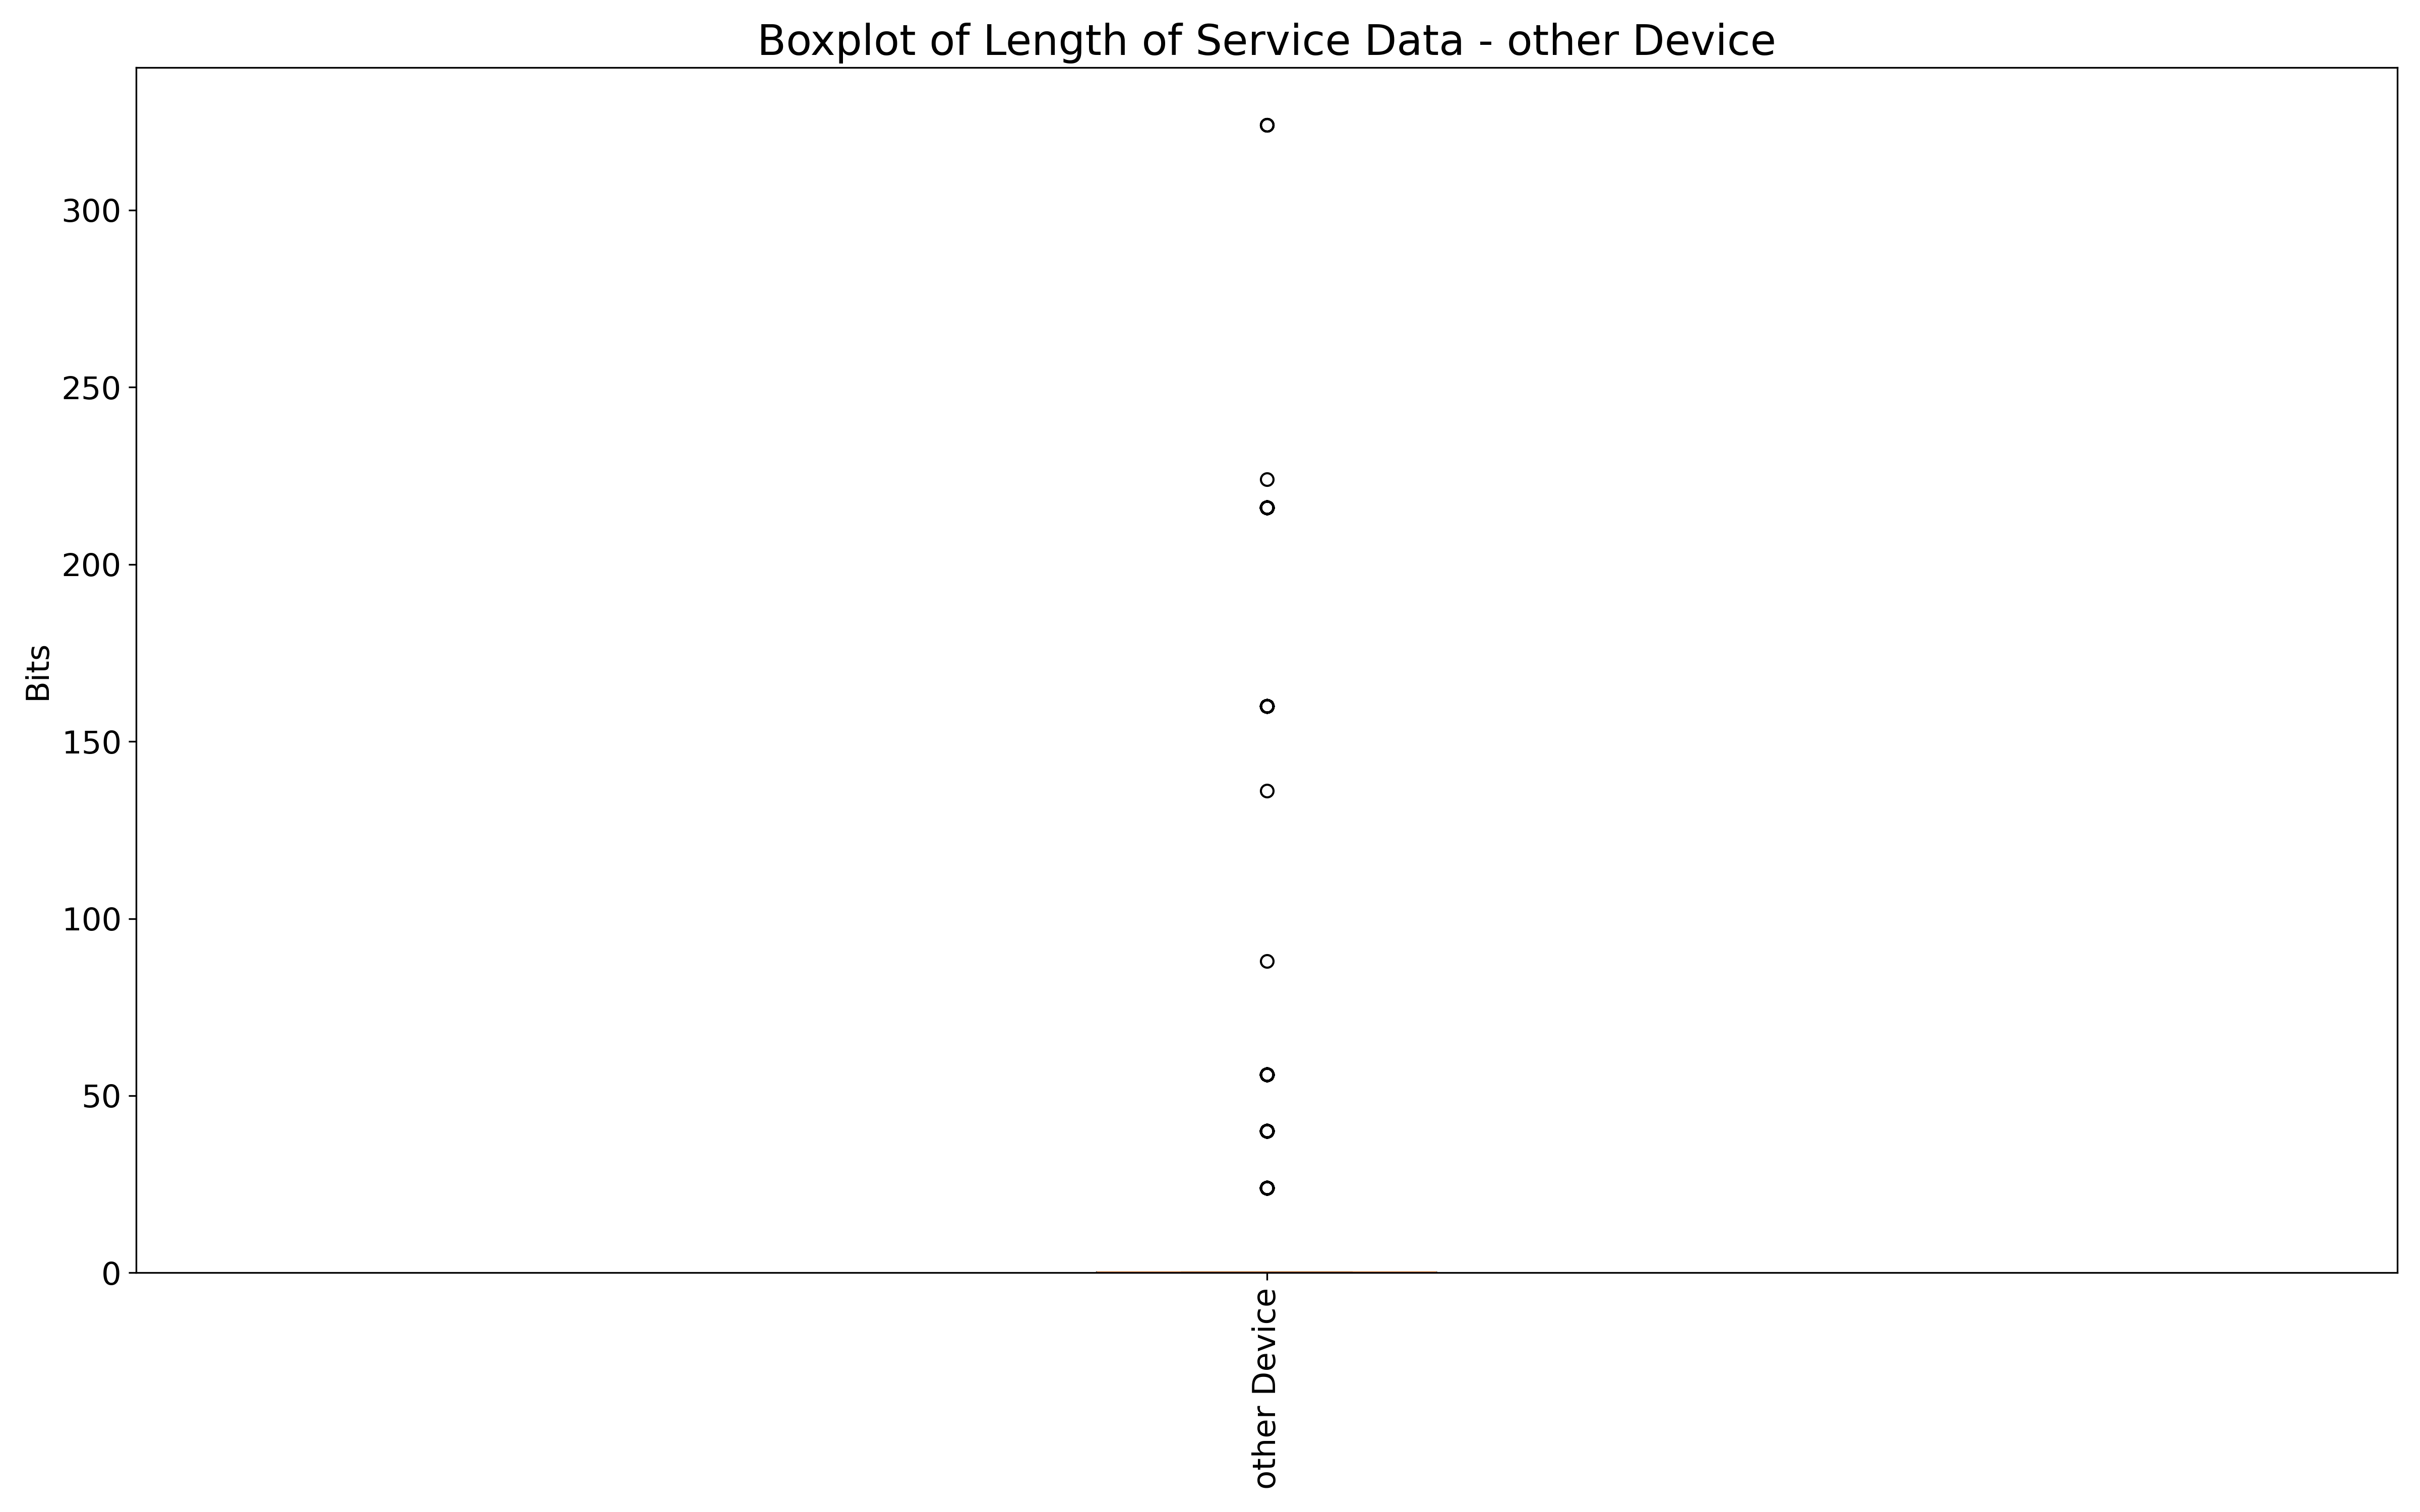 Boxplot of Length of Service Data - other Device
300
250
200
150
100
50
0
Bits
other Device